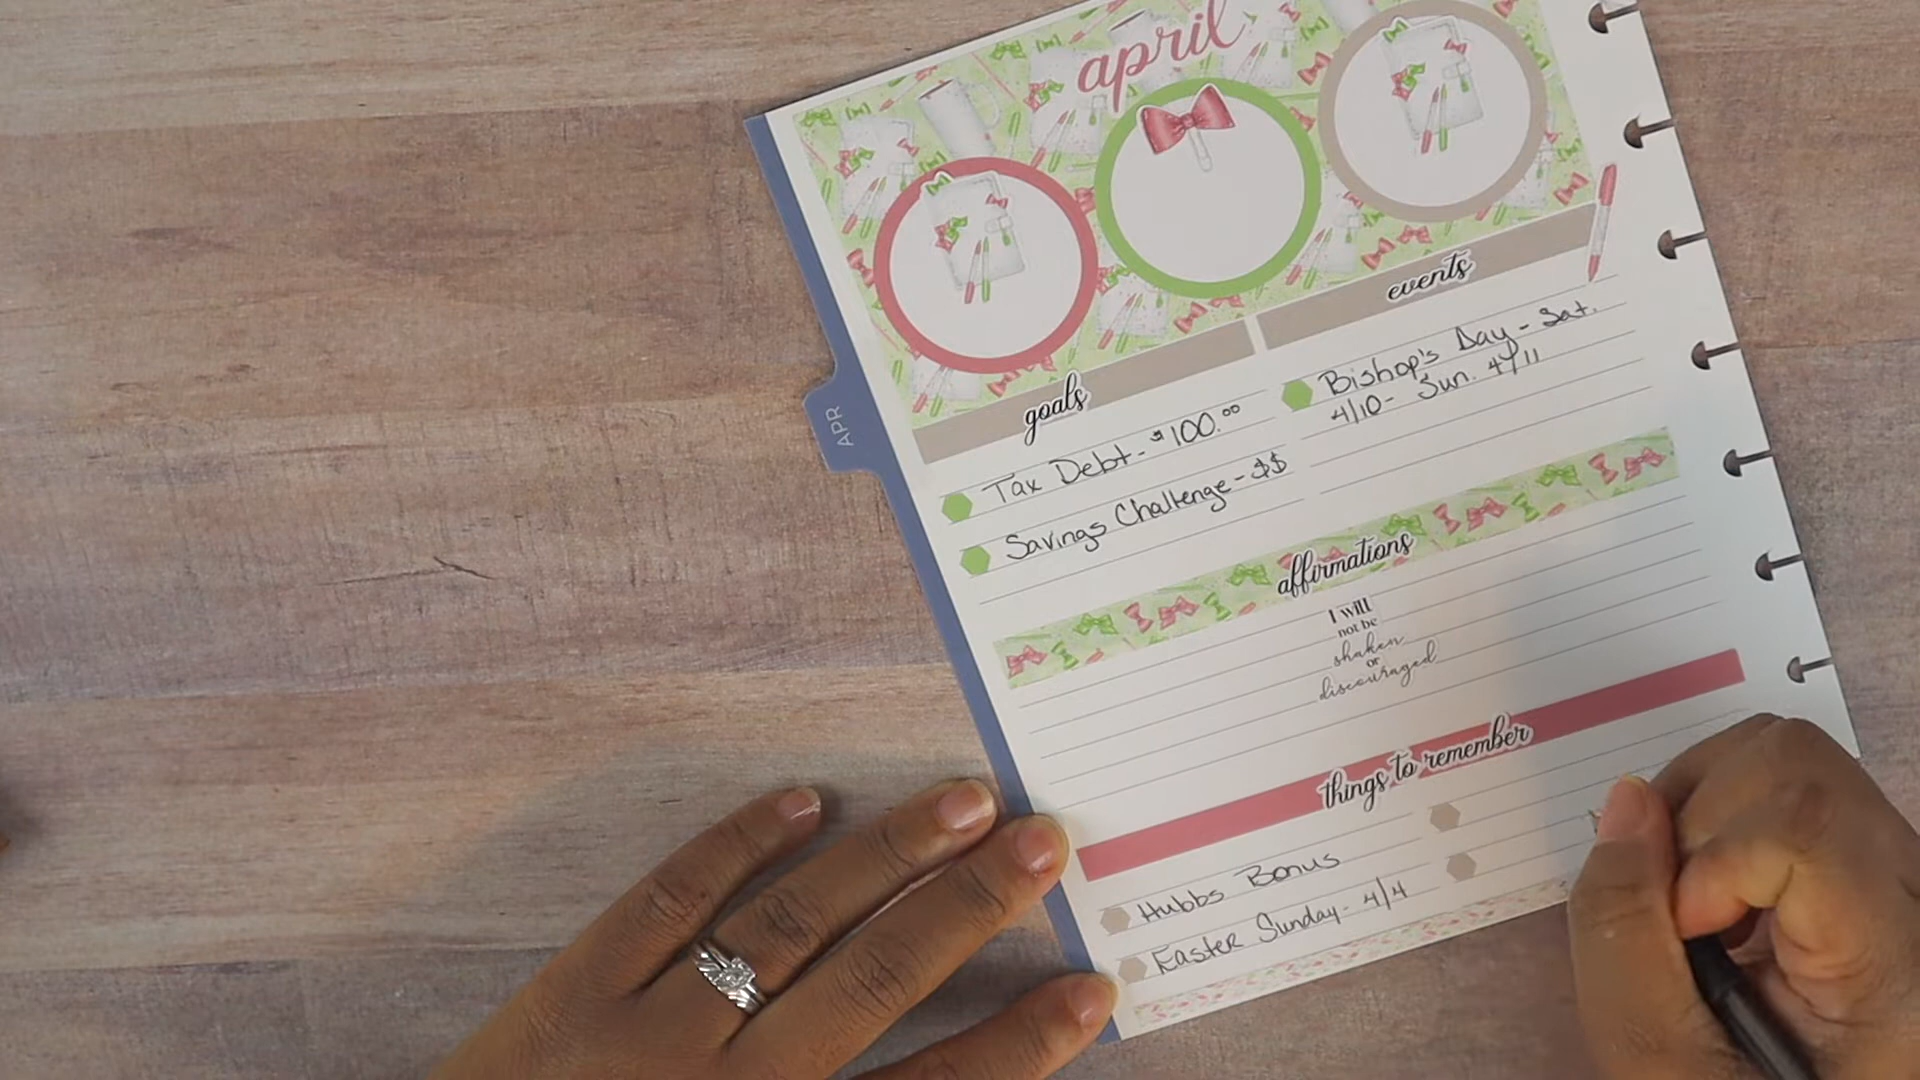 april
APR
goals
Tax Debt - $100.00
Savings Challenge - $$
events
Bishop's Day - Sat.
4/10 - Sun. 4/11
affirmations
I will
not be
shaken
or
discouraged
things to remember
Hubbs Bonus
Easter Sunday - 4/4